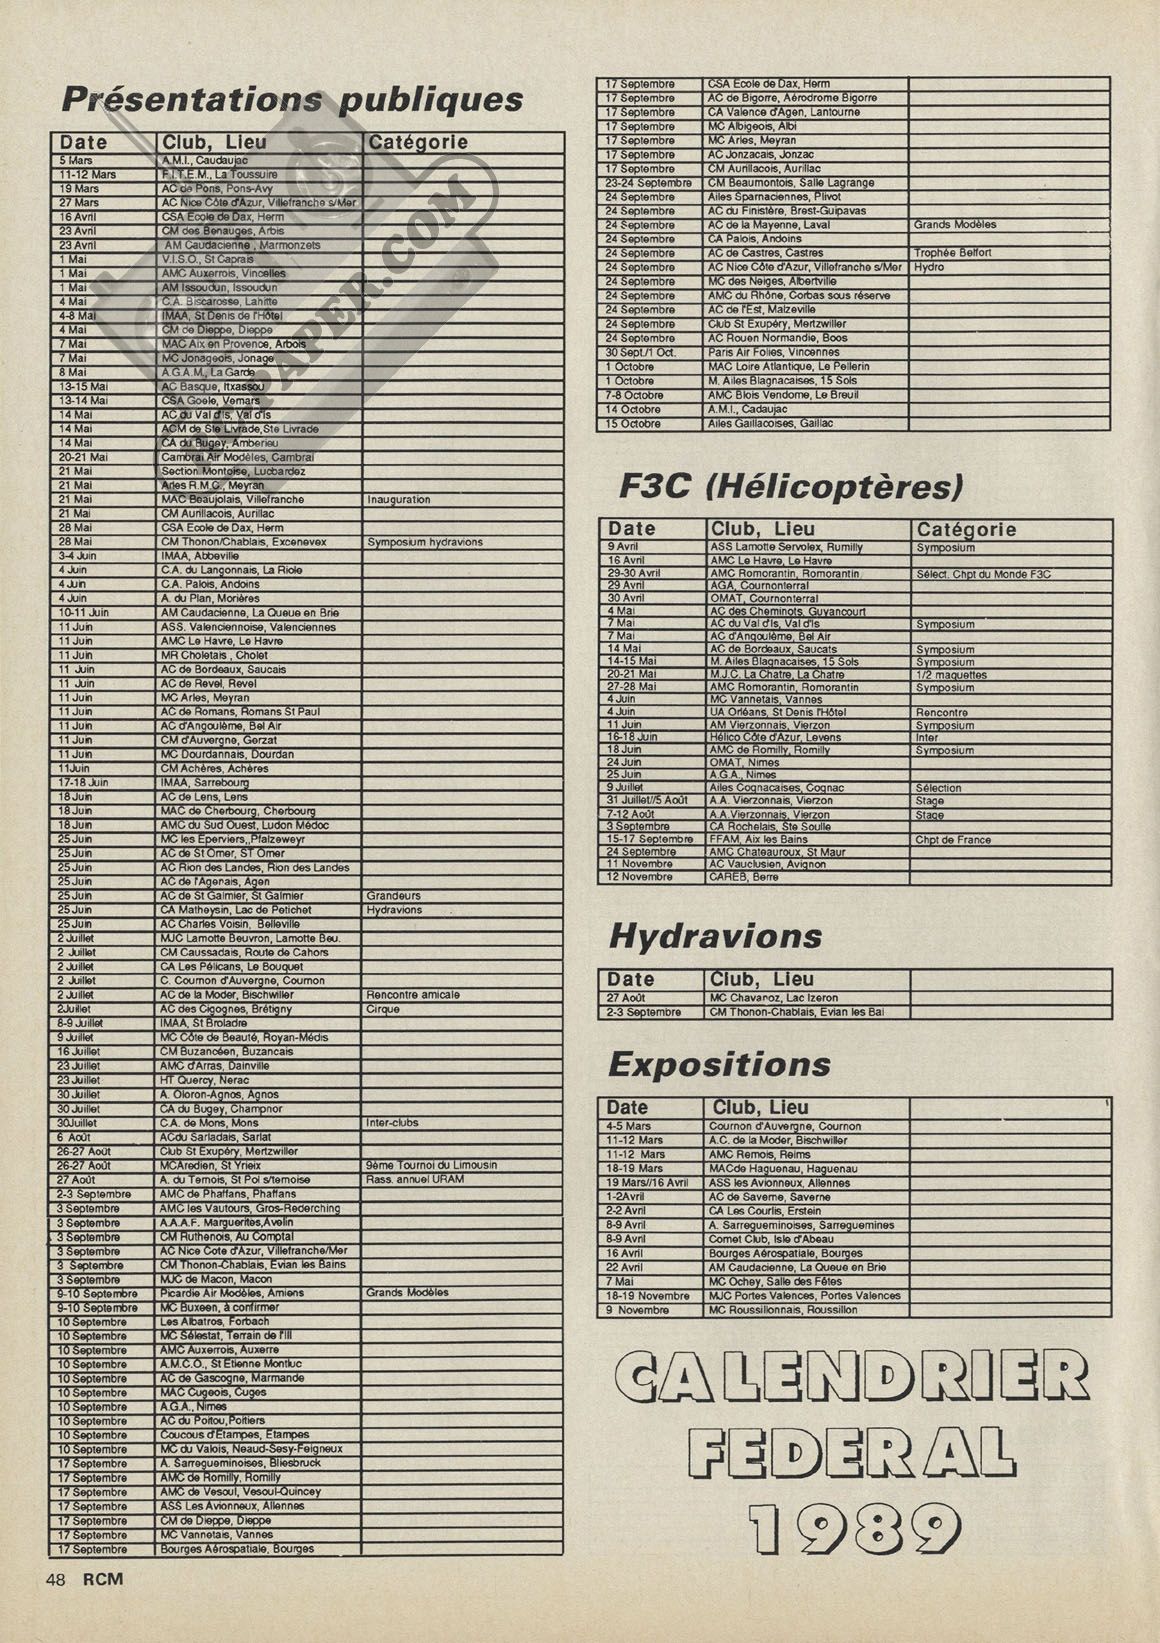 Présentations publiques
Date Club, Lieu Catégorie
5 Mars A.M.I., Caudaujac
11-12 Mars F.I.T.E.M., La Toussuire
19 Mars AC de Pons, Pons-Avy
27 Mars AC Nice Côte d'Azur, Villefranche s/Mer
16 Avril CSA Ecole de Dax, Herm
23 Avril CM des Benauges, Arbis
23 Avril AM Caudacienne , Marmonzets
1 Mai V.I.S.O., St Caprais
1 Mai AMC Auxerrois, Vincelles
1 Mai AM Issoudun, Issoudun
4 Mai C.A. Biscarosse, Lahitte
4-8 Mai IMAA, St Denis de l'Hôtel
4 Mai CM de Dieppe, Dieppe
7 Mai MAC Aix en Provence, Arbois
7 Mai MC Jonageois, Jonage
8 Mai A.G.A.M., La Garde
13-15 Mai AC Basque, Itxassou
13-14 Mai CSA Goele, Vemars
14 Mai AC du Val d'Is, Val d'Is
14 Mai ACM de Ste Livrade,Ste Livrade
14 Mai CA du Bugey, Amberieu
20-21 Mai Cambrai Air Modèles, Cambrai
21 Mai Section Montoise, Lucbardez
21 Mai Arles R.M.C., Meyran
21 Mai MAC Beaujolais, Villefranche Inauguration
21 Mai CM Aurillacois, Aurillac
28 Mai CSA Ecole de Dax, Herm
28 Mai CM Thonon/Chablais, Excenevex Symposium hydravions
3-4 Juin IMAA, Abbeville
4 Juin C.A. du Langonnais, La Riole
4 Juin C.A. Palois, Andoins
4 Juin A. du Plan, Morières
10-11 Juin AM Caudacienne, La Queue en Brie
11 Juin ASS. Valenciennoise, Valenciennes
11 Juin AMC Le Havre, Le Havre
11 Juin MR Choletais , Cholet
11 Juin AC de Bordeaux, Saucais
11 Juin AC de Revel, Revel
11 Juin MC Arles, Meyran
11 Juin AC de Romans, Romans St Paul
11 Juin AC d'Angoulème, Bel Air
11 Juin CM d'Auvergne, Gerzat
11 Juin MC Dourdannais, Dourdan
11Juin CM Achères, Achères
17-18 Juin IMAA, Sarrebourg
18 Juin AC de Lens, Lens
18 Juin MAC de Cherbourg, Cherbourg
18 Juin AMC du Sud Ouest, Ludon Médoc
25 Juin MC les Eperviers,,Pfalzeweyr
25 Juin AC de St Omer, ST Omer
25 Juin AC Rion des Landes, Rion des Landes
25 Juin AC de l'Agenais, Agen
25 Juin AC de St Galmier, St Galmier Grandeurs
25 Juin CA Matheysin, Lac de Petichet Hydravions
25 Juin AC Charles Voisin, Belleville
2 Juillet MJC Lamotte Beuvron, Lamotte Beu.
2 Juillet CM Caussadais, Route de Cahors
2 Juillet CA Les Pélicans, Le Bouquet
2 Juillet C. Cournon d'Auvergne, Cournon
2 Juillet AC de la Moder, Bischwiller Rencontre amicale
2Juillet AC des Cigognes, Brétigny Cirque
8-9 Juillet IMAA, St Broladre
9 Juillet MC Côte de Beauté, Royan-Médis
16 Juillet CM Buzancéen, Buzancais
23 Juillet AMC d'Arras, Dainville
23 Juillet HT Quercy, Nerac
30 Juillet A. Oloron-Agnos, Agnos
30 Juillet CA du Bugey, Champnor
30Juillet C.A. de Mons, Mons Inter-clubs
6 Août ACdu Sarladais, Sarlat
26-27 Août Club St Exupéry, Mertzwiller
26-27 Août MCAredien, St Yrieix 9ème Tournoi du Limousin
27 Août A. du Ternois, St Pol s/ternoise Rass. annuel URAM
2-3 Septembre AMC de Phaffans, Phaffans
3 Septembre AMC les Vautours, Gros-Rederching
3 Septembre A.A.A.F. Marguerites,Avelin
3 Septembre CM Ruthenois, Au Comptal
3 Septembre AC Nice Cote d'Azur, Villefranche/Mer
3 Septembre CM Thonon-Chablais, Evian les Bains
3 Septembre MJC de Macon, Macon
9-10 Septembre Picardie Air Modèles, Amiens Grands Modèles
9-10 Septembre MC Buxeen, à confirmer
10 Septembre Les Albatros, Forbach
10 Septembre MC Sélestat, Terrain de l'Ill
10 Septembre AMC Auxerrois, Auxerre
10 Septembre A.M.C.O., St Etienne Montluc
10 Septembre AC de Gascogne, Marmande
10 Septembre MAC Cugeois, Cuges
10 Septembre A.G.A., Nimes
10 Septembre AC du Poitou,Poitiers
10 Septembre Coucous d'Etampes, Etampes
10 Septembre MC du Valois, Neaud-Sesy-Feigneux
17 Septembre A. Sarregueminoises, Bliesbruck
17 Septembre AMC de Romilly, Romilly
17 Septembre AMC de Vesoul, Vesoul-Quincey
17 Septembre ASS Les Avionneux, Allennes
17 Septembre CM de Dieppe, Dieppe
17 Septembre MC Vannetais, Vannes
17 Septembre Bourges Aérospatiale, Bourges
48 RCM
17 Septembre CSA Ecole de Dax, Herm
17 Septembre AC de Bigorre, Aérodrome Bigorre
17 Septembre CA Valence d'Agen, Lantourne
17 Septembre MC Albigeois, Albi
17 Septembre MC Arles, Meyran
17 Septembre AC Jonzacais, Jonzac
17 Septembre CM Aurillacois, Aurillac
23-24 Septembre CM Beaumontois, Salle Lagrange
24 Septembre Ailes Sparnaciennes, Plivot
24 Septembre AC du Finistère, Brest-Guipavas
24 Septembre AC de la Mayenne, Laval Grands Modèles
24 Septembre CA Palois, Andoins
24 Septembre AC de Castres, Castres Trophée Belfort
24 Septembre AC Nice Côte d'Azur, Villefranche s/Mer Hydro
24 Septembre MC des Neiges, Albertville
24 Septembre AMC du Rhône, Corbas sous réserve
24 Septembre AC de l'Est, Malzeville
24 Septembre Club St Exupéry, Mertzwiller
24 Septembre AC Rouen Normandie, Boos
30 Sept./1 Oct. Paris Air Folies, Vincennes
1 Octobre MAC Loire Atlantique, Le Pellerin
1 Octobre M. Ailes Blagnacaises, 15 Sols
7-8 Octobre AMC Blois Vendome, Le Breuil
14 Octobre A.M.I., Cadaujac
15 Octobre Ailes Gaillacoises, Gaillac
F3C (Hélicoptères)
Date Club, Lieu Catégorie
9 Avril ASS Lamotte Servolex, Rumilly Symposium
16 Avril AMC Le Havre, Le Havre
29-30 Avril AMC Romorantin, Romorantin Sélect. Chpt du Monde F3C
29 Avril AGA, Cournonterral
30 Avril OMAT, Cournonterral
4 Mai AC des Cheminots, Guyancourt
7 Mai AC du Val d'Is, Val d'Is Symposium
7 Mai AC d'Angoulème, Bel Air
14 Mai AC de Bordeaux, Saucats Symposium
14-15 Mai M. Ailes Blagnacaises, 15 Sols Symposium
20-21 Mai M.J.C. La Chatre, La Chatre 1/2 maquettes
27-28 Mai AMC Romorantin, Romorantin Symposium
4 Juin MC Vannetais, Vannes
4 Juin UA Orléans, St Denis l'Hôtel Rencontre
11 Juin AM Vierzonnais, Vierzon Symposium
16-18 Juin Hélico Côte d'Azur, Levens Inter
18 Juin AMC de Romilly, Romilly Symposium
24 Juin OMAT, Nimes
25 Juin A.G.A., Nimes
9 Juillet Ailes Cognacaises, Cognac Sélection
31 Juillet//5 Août A.A. Vierzonnais, Vierzon Stage
7-12 Août A.A.Vierzonnais, Vierzon Stage
3 Septembre CA Rochelais, Ste Soulle
15-17 Septembre FFAM, Aix les Bains Chpt de France
24 Septembre AMC Chateauroux, St Maur
11 Novembre AC Vauclusien, Avignon
12 Novembre CAREB, Berre
Hydravions
Date Club, Lieu
27 Août MC Chavanoz, Lac Izeron
2-3 Septembre CM Thonon-Chablais, Evian les Bai
Expositions
Date Club, Lieu
4-5 Mars Cournon d'Auvergne, Cournon
11-12 Mars A.C. de la Moder, Bischwiller
11-12 Mars AMC Remois, Reims
18-19 Mars MACde Haguenau, Haguenau
19 Mars//16 Avril ASS les Avionneux, Allennes
1-2Avril AC de Saverne, Saverne
2-2 Avril CA Les Courlis, Erstein
8-9 Avril A. Sarregueminoises, Sarreguemines
8-9 Avril Comet Club, Isle d'Abeau
16 Avril Bourges Aérospatiale, Bourges
22 Avril AM Caudacienne, La Queue en Brie
7 Mai MC Ochey, Salle des Fêtes
18-19 Novembre MJC Portes Valences, Portes Valences
9 Novembre MC Roussillonnais, Roussillon
CALENDRIER
FEDERAL
1989